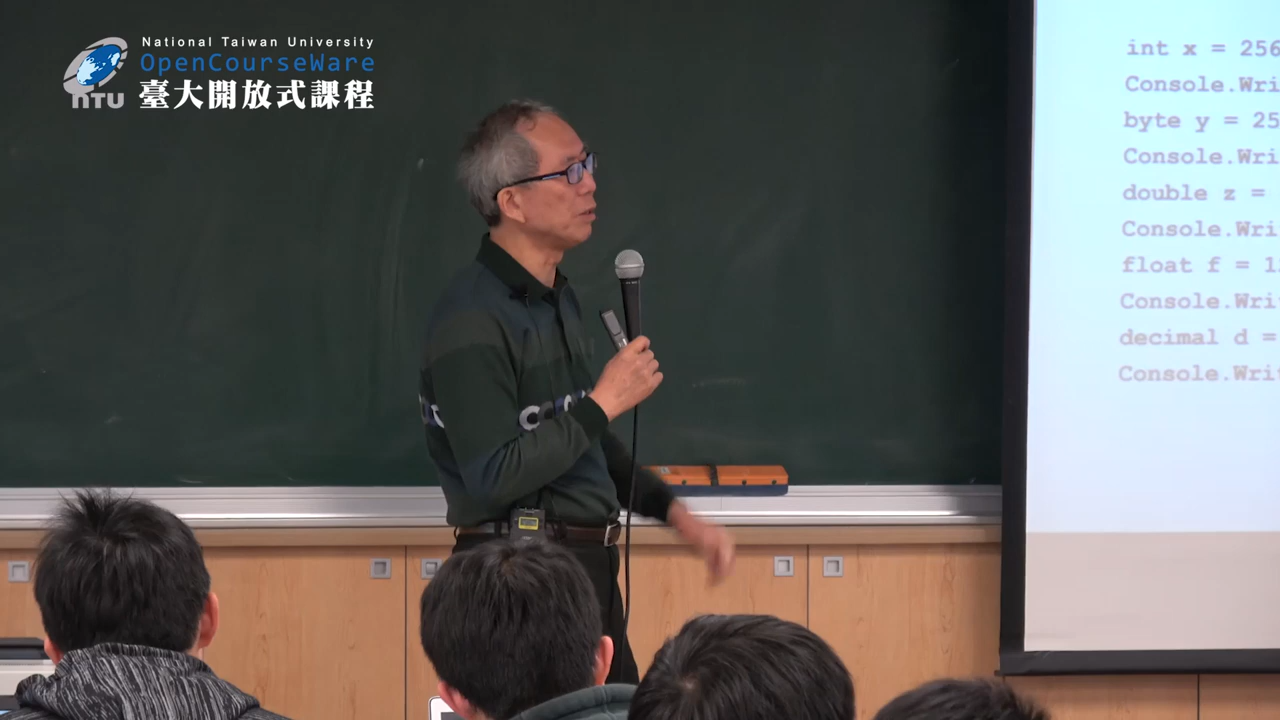 National Taiwan University
OpenCourseWare
臺大開放式課程
nTU
int x = 256
Console.Wri
byte y = 25
Console.Wri
double z =
Console.Wri
float f = 1
Console.Wri
decimal d =
Console.Wri